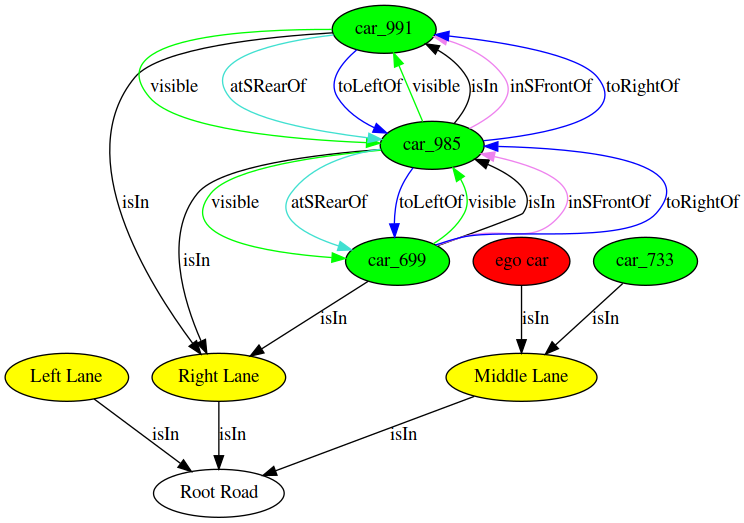 car_991
visible
atSRearOf
toLeftOf
visible
isIn
inSFrontOf
toRightOf
car_985
isIn
visible
atSRearOf
toLeftOf
visible
isIn
inSFrontOf
toRightOf
isIn
car_699
ego car
car_733
isIn
isIn
isIn
Left Lane
Right Lane
Middle Lane
isIn
isIn
isIn
Root Road